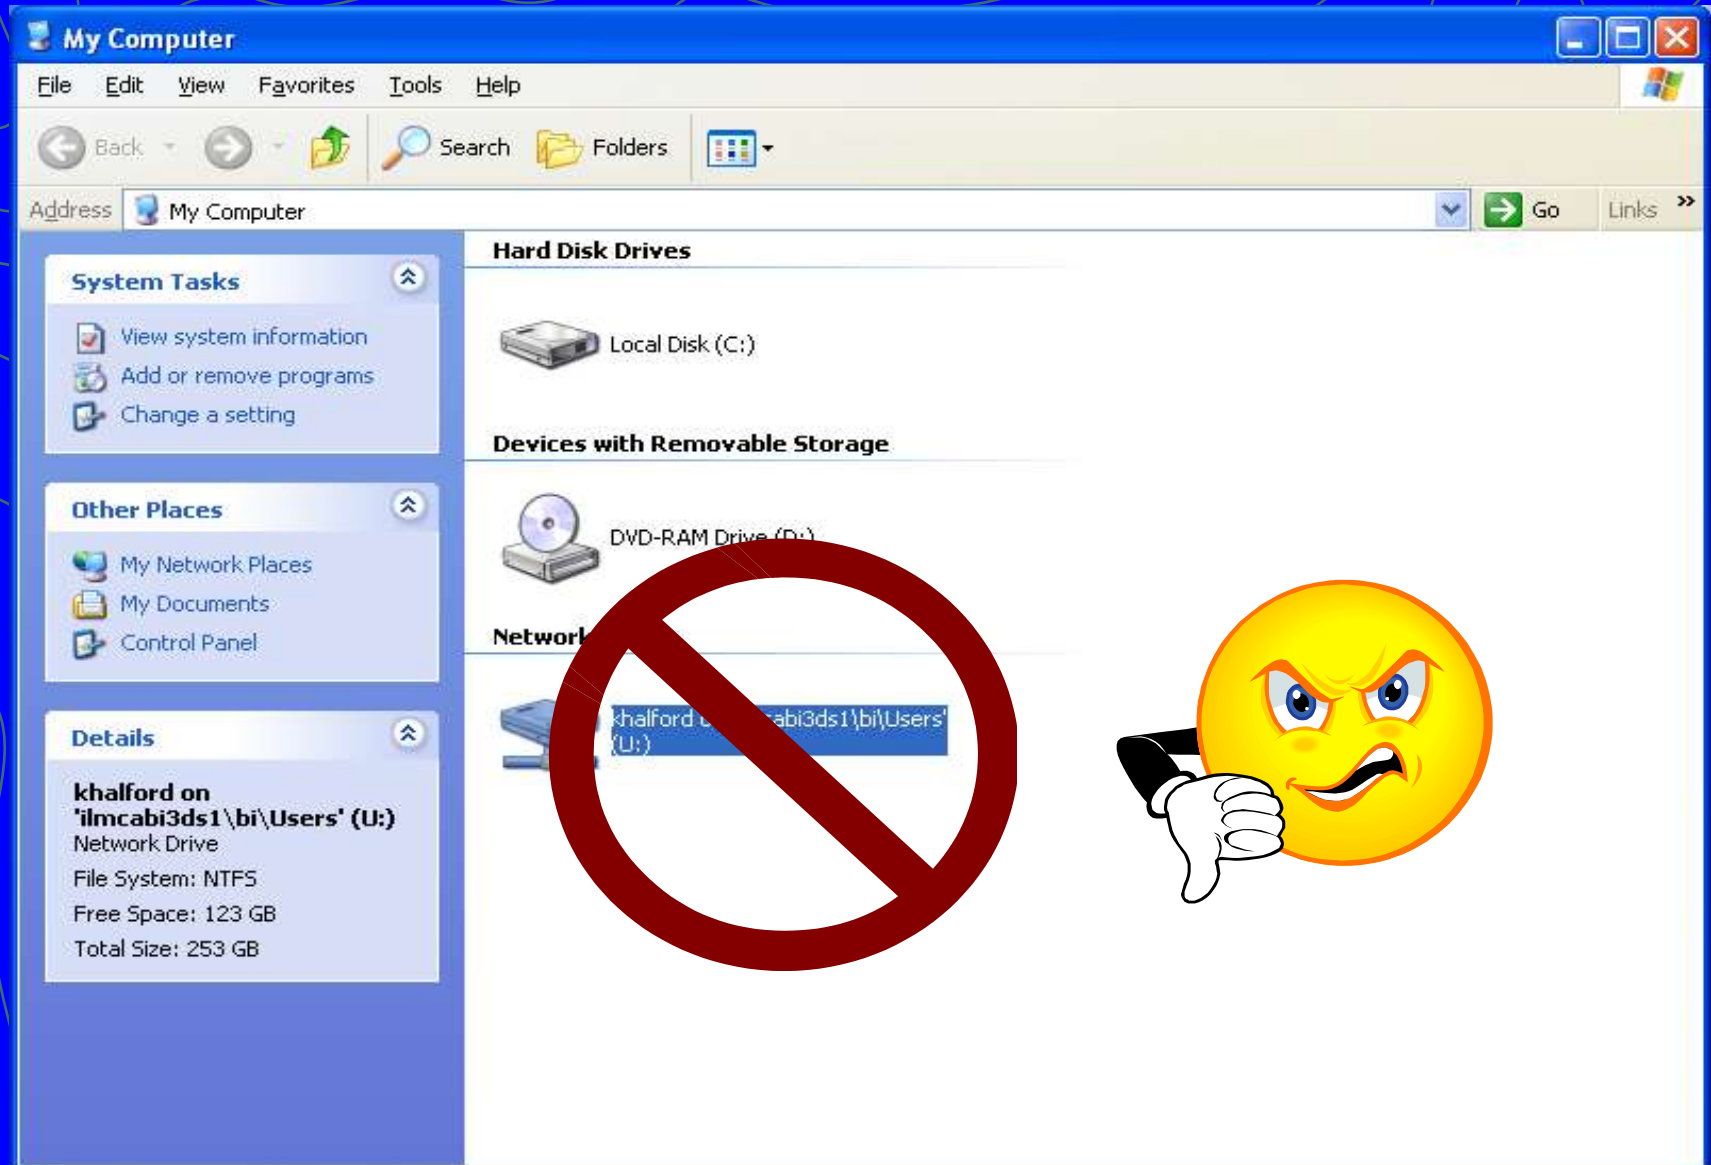 My Computer
File Edit View Favorites Tools Help
Back Search Folders
Address My Computer Go Links
System Tasks
View system information
Add or remove programs
Change a setting
Other Places
My Network Places
My Documents
Control Panel
Details
khalford on
'ilmcabi3ds1\bi\Users' (U:)
Network Drive
File System: NTFS
Free Space: 123 GB
Total Size: 253 GB
Hard Disk Drives
Local Disk (C:)
Devices with Removable Storage
DVD-RAM Drive (D:)
Network
khalford cabi3ds1\bi\Users'
(U:)